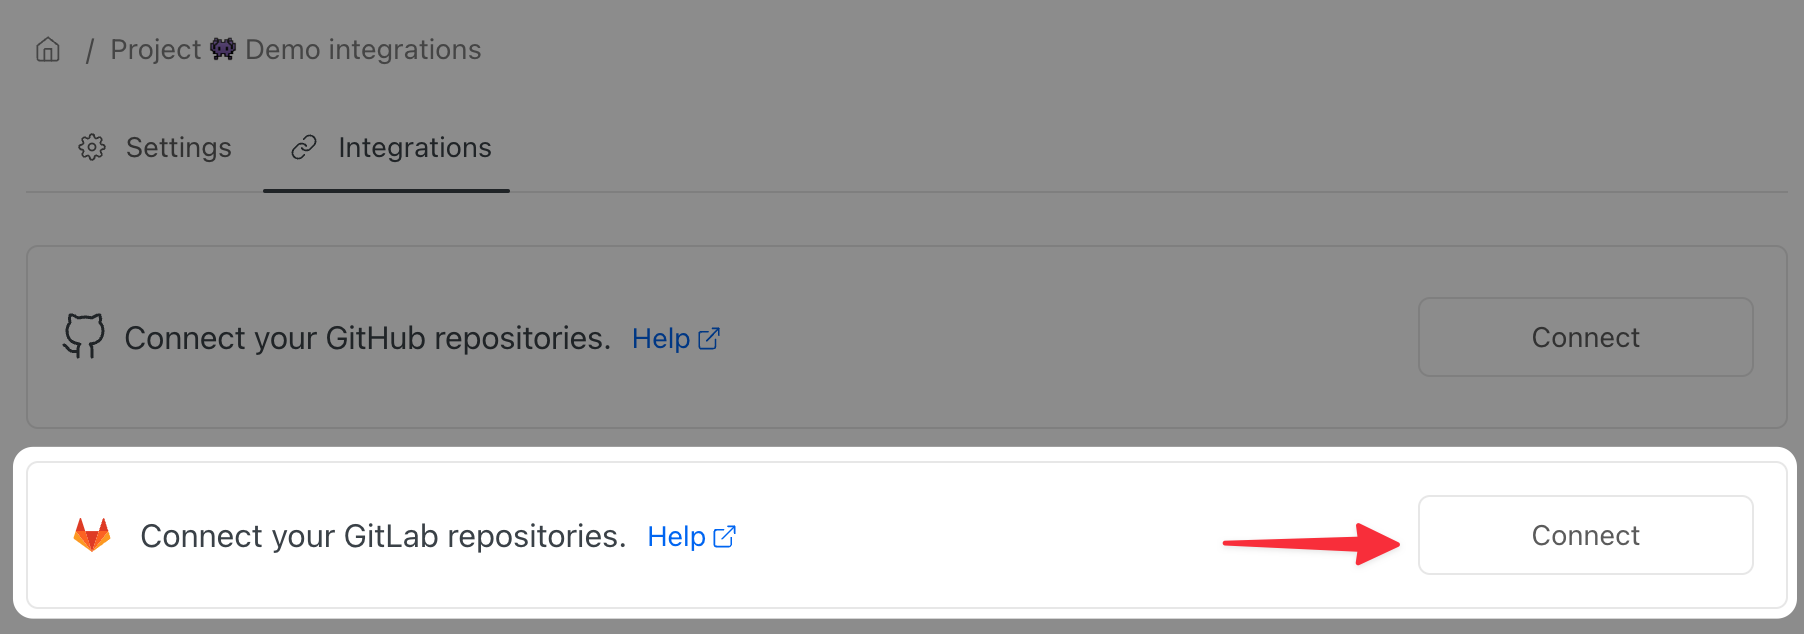 / Project 👾 Demo integrations
Settings Integrations
Connect your GitHub repositories. Help Connect
Connect your GitLab repositories. Help Connect